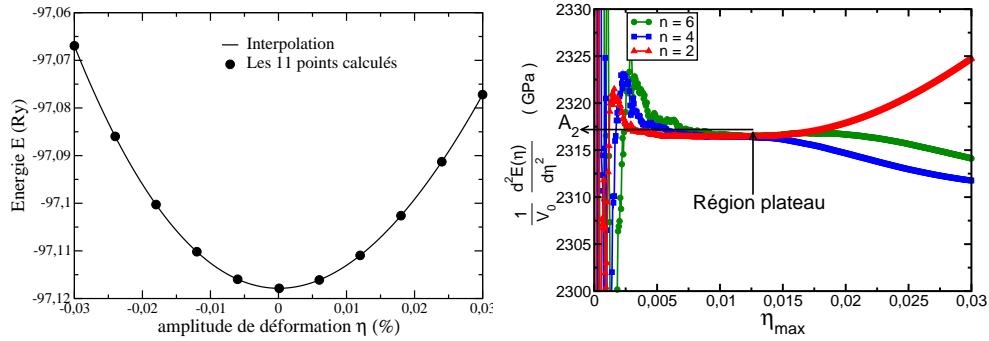 -97,06
-97,07
-97,08
-97,09
-97,1
-97,11
-97,12
Energie E (Ry)
Interpolation
Les 11 points calculés
-0,03 -0,02 -0,01 0 0,01 0,02 0,03
amplitude de déformation η (%)
2330
2325
2320
2315
2310
2305
2300
( GPa )
A2
1 d²E(η)
V0 dη²
n = 6
n = 4
n = 2
Région plateau
0 0,005 0,01 0,015 0,02 0,025 0,03
ηmax